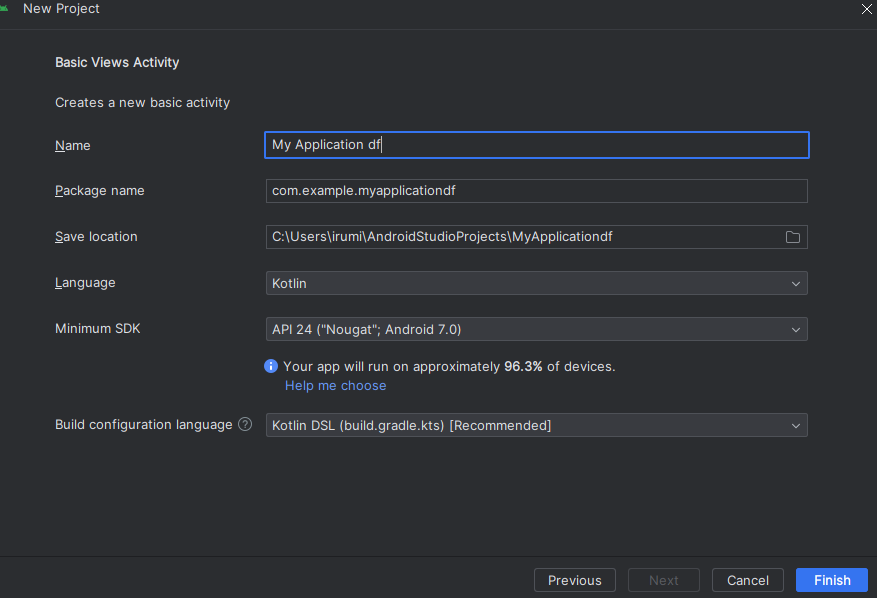 New Project
Basic Views Activity
Creates a new basic activity
Name My Application df
Package name com.example.myapplicationdf
Save location C:\Users\irumi\AndroidStudioProjects\MyApplicationdf
Language Kotlin
Minimum SDK API 24 ("Nougat"; Android 7.0)
Your app will run on approximately 96.3% of devices.
Help me choose
Build configuration language ? Kotlin DSL (build.gradle.kts) [Recommended]
Previous Next Cancel Finish